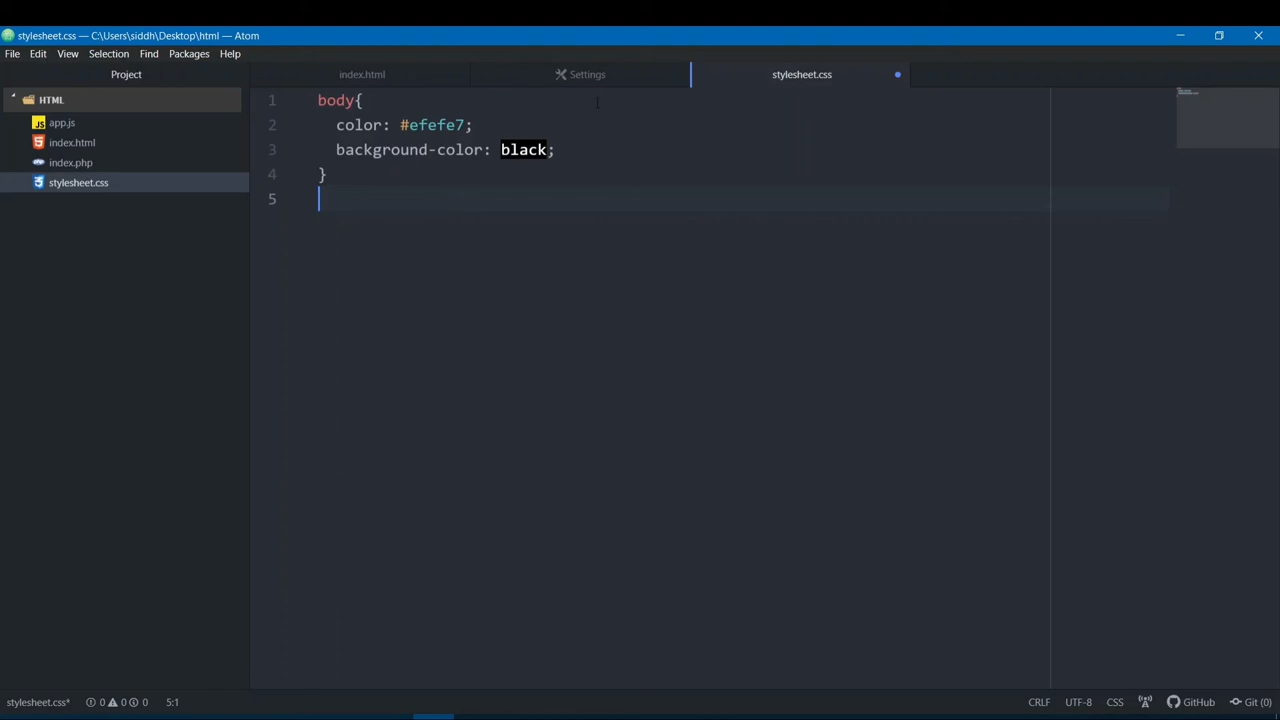 stylesheet.css — C:\Users\siddh\Desktop\html — Atom
File Edit View Selection Find Packages Help
Project index.html Settings stylesheet.css
HTML
app.js
index.html
index.php
stylesheet.css
1 body{
2 color: #efefe7;
3 background-color: black;
4 }
5
stylesheet.css* 0 0 0 5:1 CRLF UTF-8 CSS GitHub Git (0)